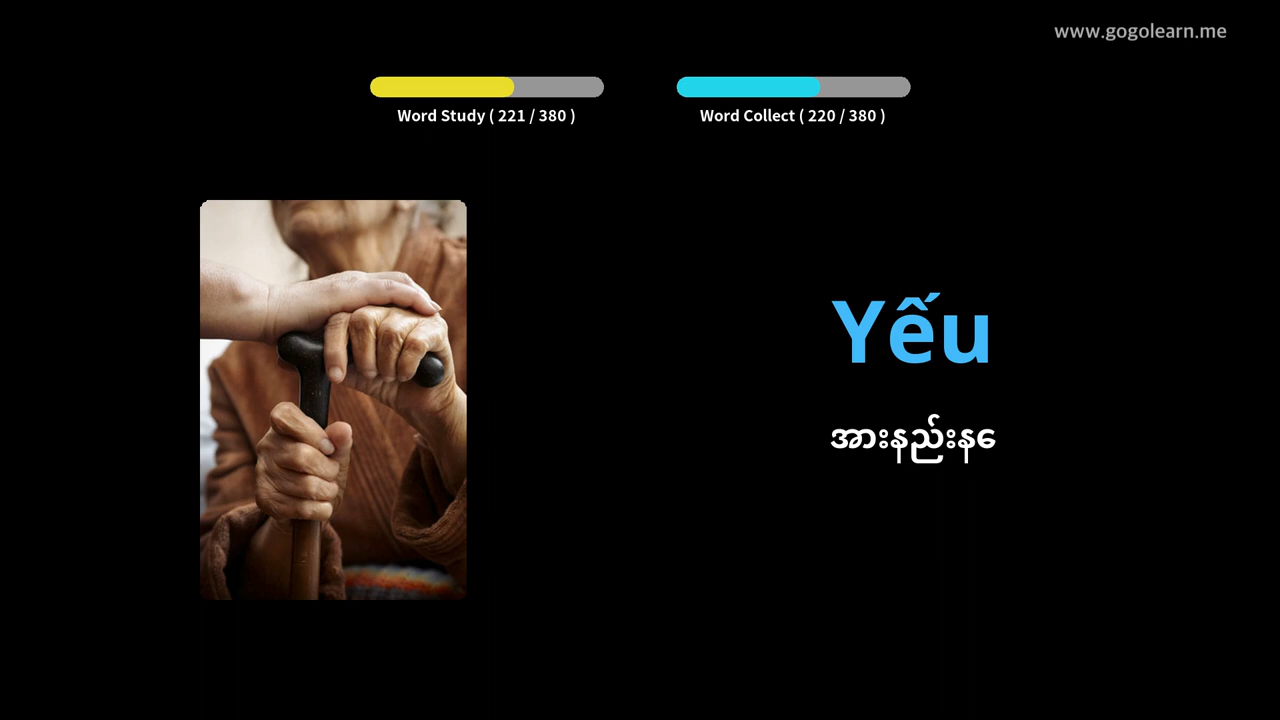 www.gogolearn.me
Word Study ( 221 / 380 )
Word Collect ( 220 / 380 )
Yếu
အားနည်းနေ